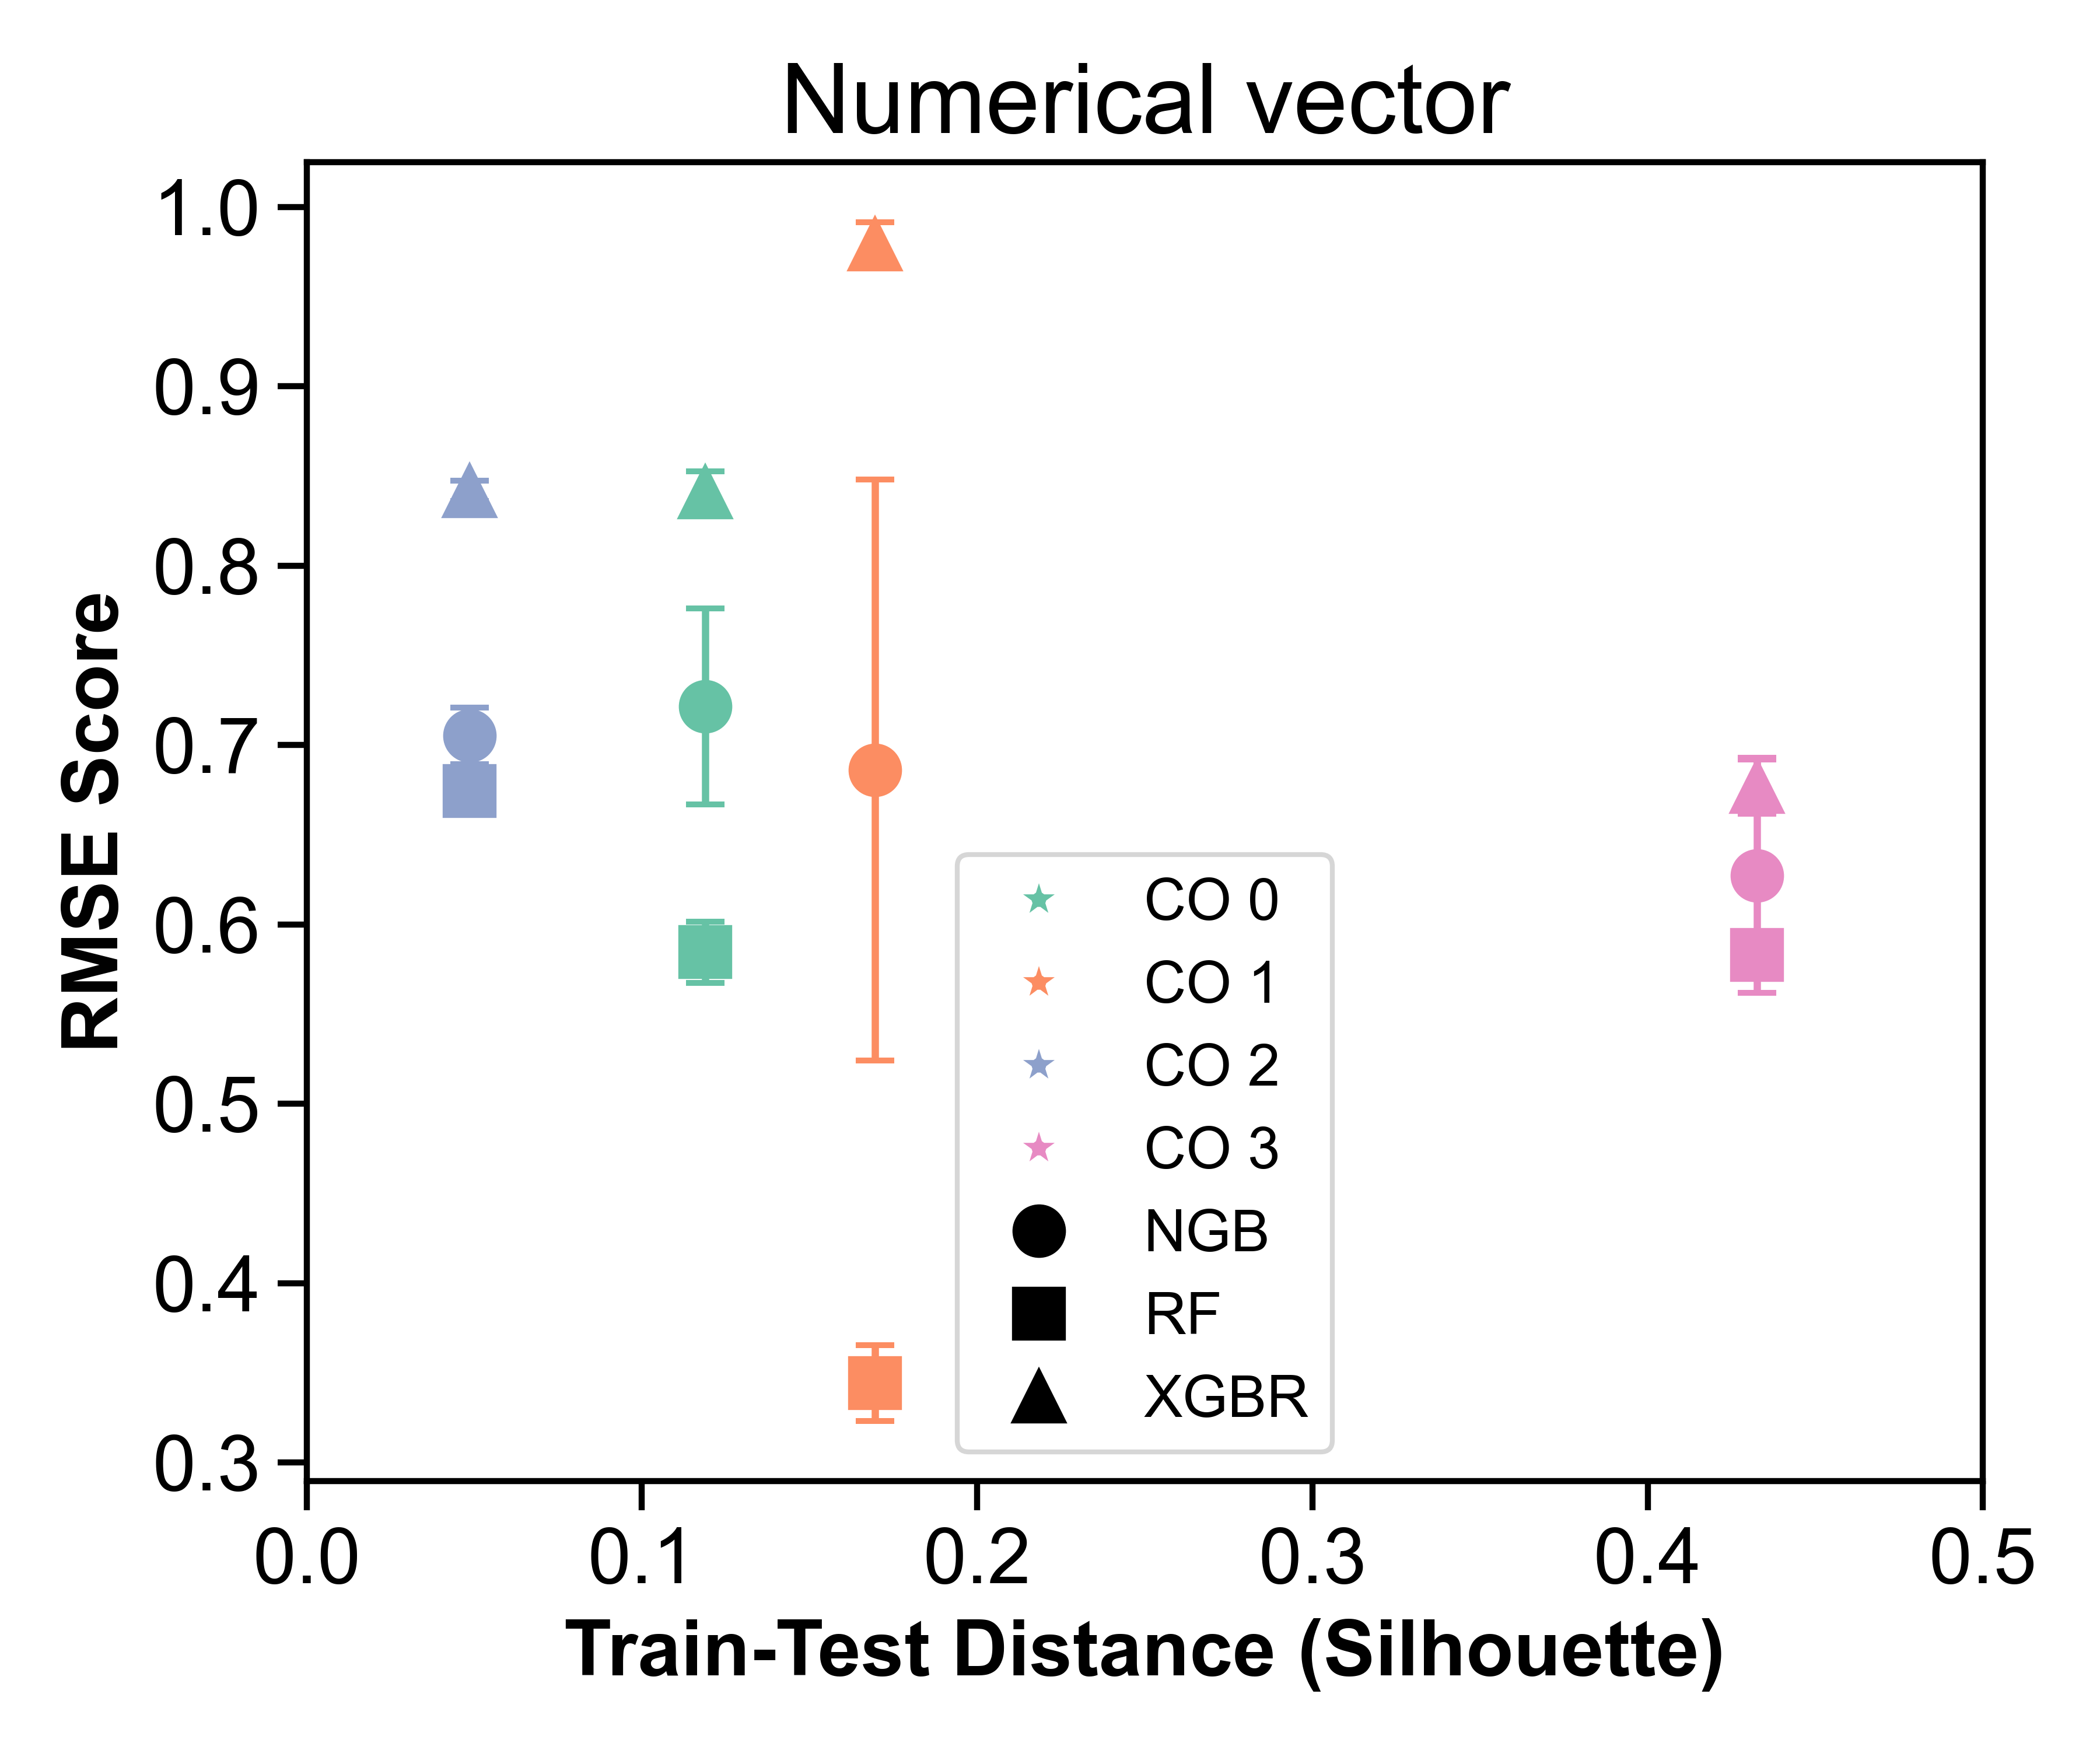 Numerical vector
1.0
0.9
0.8
0.7
0.6
0.5
0.4
0.3
RMSE Score
CO 0
CO 1
CO 2
CO 3
NGB
RF
XGBR
0.0 0.1 0.2 0.3 0.4 0.5
Train-Test Distance (Silhouette)